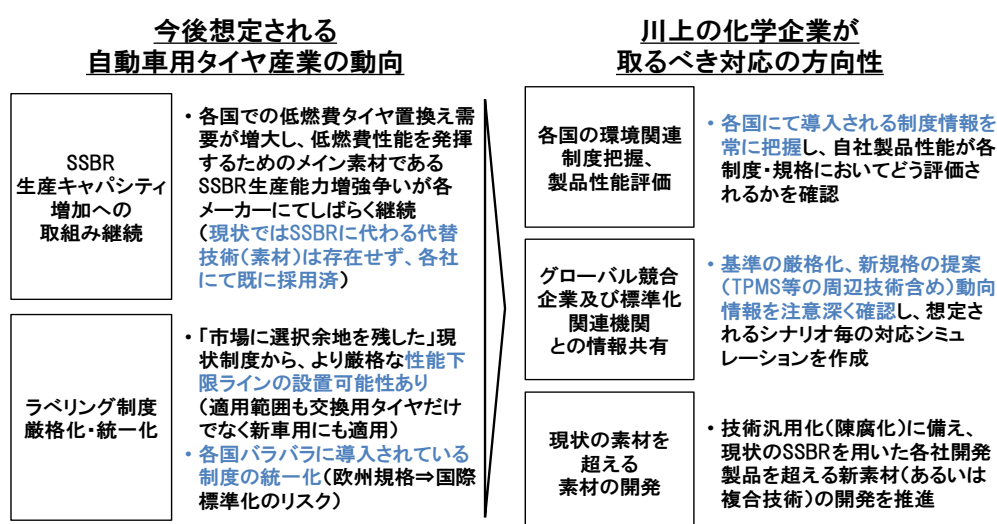 今後想定される
自動車用タイヤ産業の動向
SSBR
生産キャパシティ
増加への
取組み継続
・各国での低燃費タイヤ置換え需
要が増大し、低燃費性能を発揮
するためのメイン素材である
SSBR生産能力増強争いが各
メーカーにてしばらく継続
（現状ではSSBRに代わる代替
技術（素材）は存在せず、各社
にて既に採用済）
ラベリング制度
厳格化・統一化
・「市場に選択余地を残した」現
状制度から、より厳格な性能下
限ラインの設置可能性あり
（適用範囲も交換用タイヤだけ
でなく新車用にも適用）
・各国バラバラに導入されている
制度の統一化（欧州規格⇒国際
標準化のリスク）
川上の化学企業が
取るべき対応の方向性
各国の環境関連
制度把握、
製品性能評価
・各国にて導入される制度情報を
常に把握し、自社製品性能が各
制度・規格においてどう評価さ
れるかを確認
グローバル競合
企業及び標準化
関連機関
との情報共有
・基準の厳格化、新規格の提案
（TPMS等の周辺技術含め）動向
情報を注意深く確認し、想定さ
れるシナリオ毎の対応シミュ
レーションを作成
現状の素材を
超える
素材の開発
・技術汎用化（陳腐化）に備え、
現状のSSBRを用いた各社開発
製品を超える新素材（あるいは
複合技術）の開発を推進